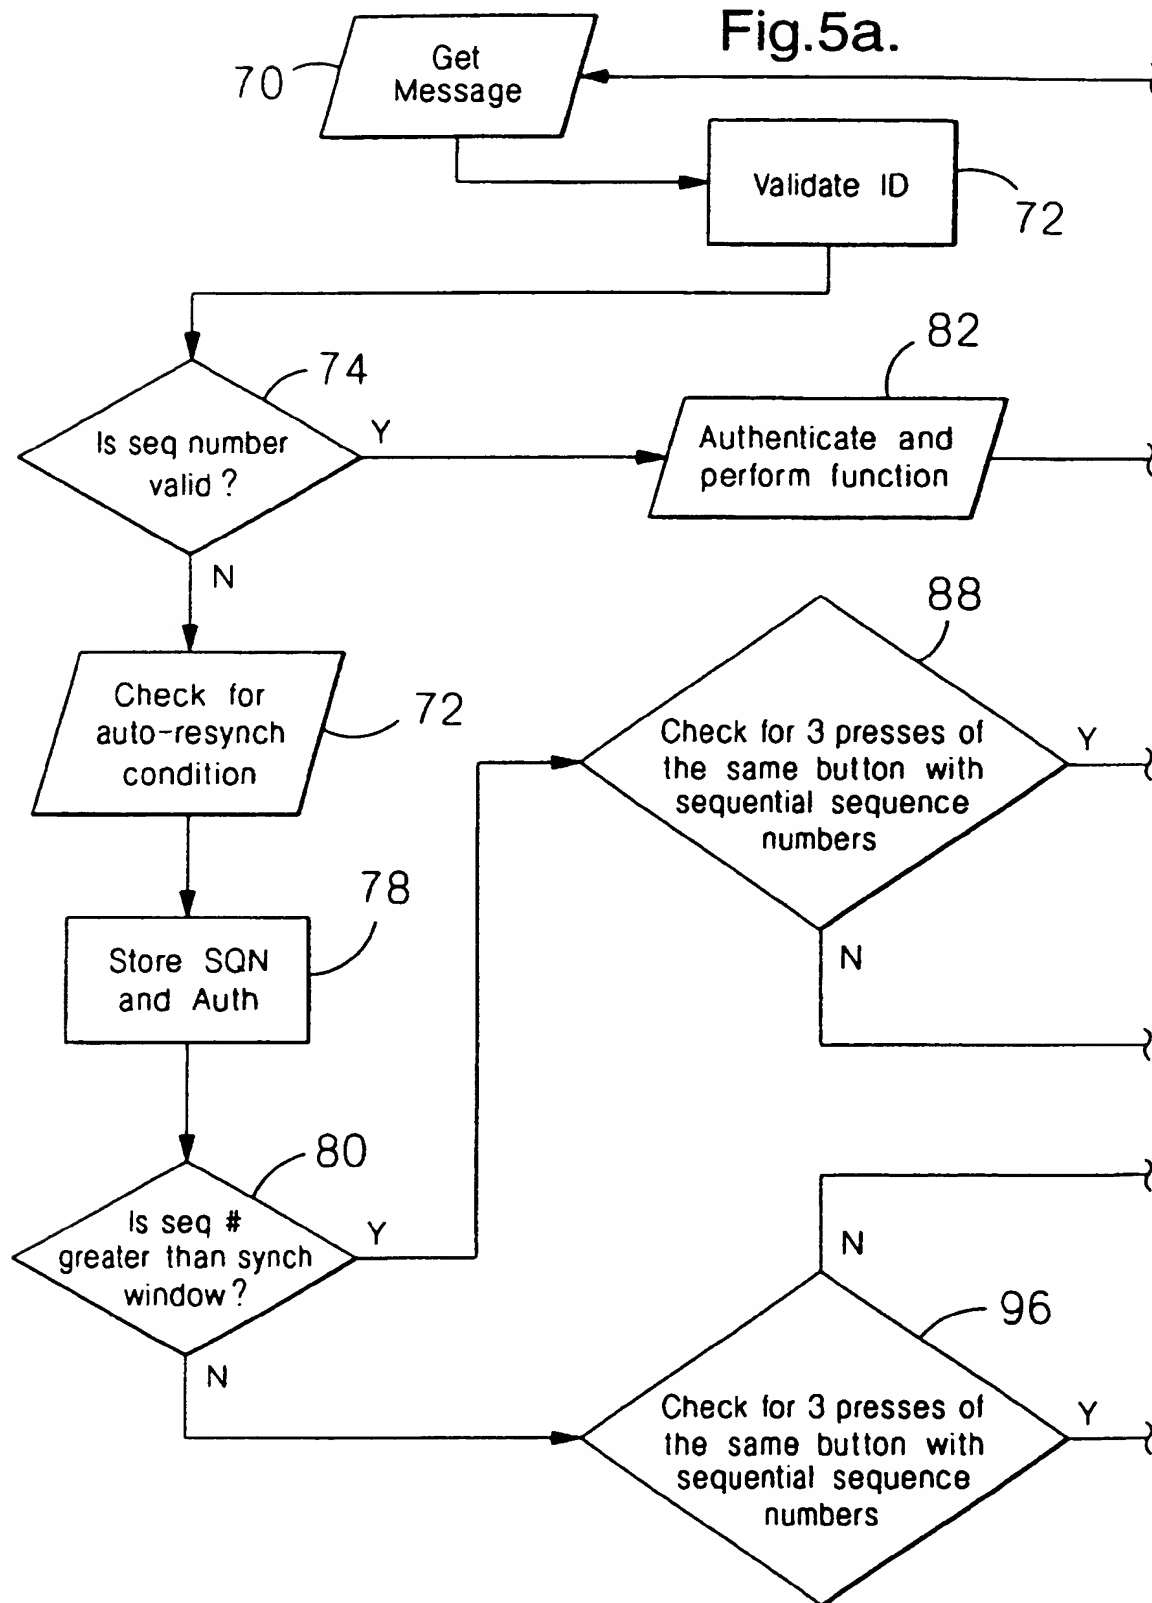 Fig.5a.
70
Get
Message
Validate ID
72
74
Is seq number
valid ?
Y
N
82
Authenticate and
perform function
Check for
auto-resynch
condition
72
88
Check for 3 presses of
the same button with
sequential sequence
numbers
Y
N
78
Store SQN
and Auth
80
Is seq #
greater than synch
window ?
Y
N
N
96
Check for 3 presses of
the same button with
sequential sequence
numbers
Y